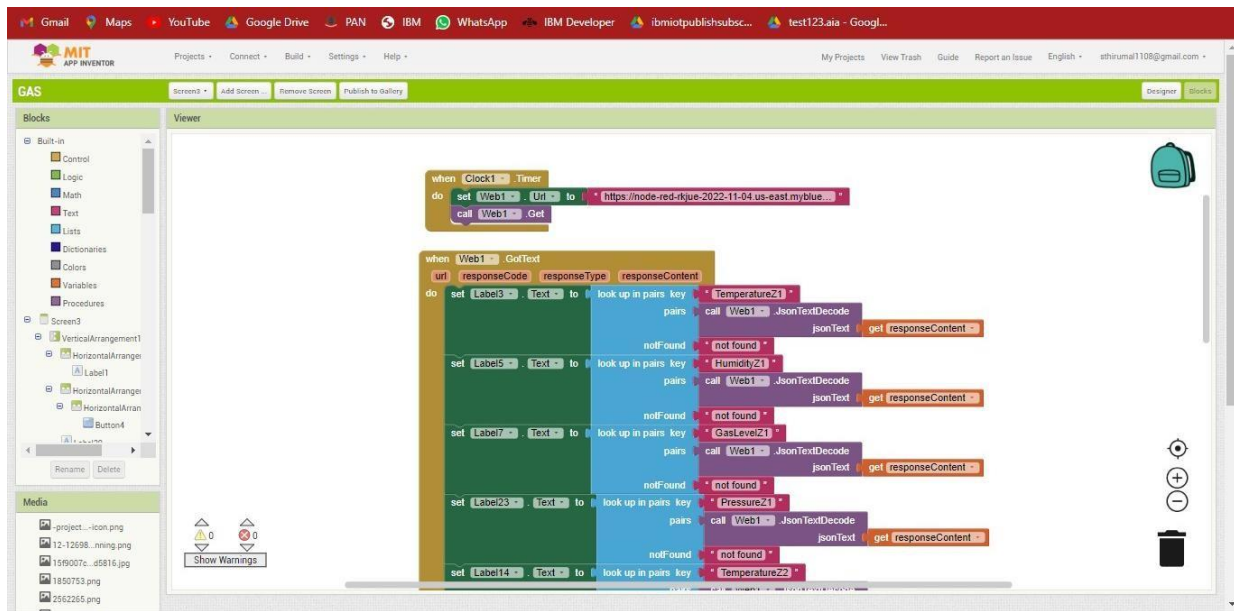 Gmail Maps YouTube Google Drive PAN IBM WhatsApp IBM Developer ibmiotpublishsubsc... test123.aia - Googl...
MIT
APP INVENTOR
Projects Connect Build Settings Help
My Projects View Trash Guide Report an Issue English sthirumal1108@gmail.com
GAS
Screen3 Add Screen ... Remove Screen Publish to Gallery
Designer Blocks
Blocks
Viewer
Built-in
Control
Logic
Math
Text
Lists
Dictionaries
Colors
Variables
Procedures
Screen3
VerticalArrangement1
HorizontalArranger
Label1
HorizontalArranger
HorizontalArran
Button4
Rename Delete
Media
-project...-icon.png
12-12698...nning.png
15f9007c...d5816.jpg
1850753.png
2562265.png
when Clock1 .Timer
do set Web1 . Url to " https://node-red-rkjue-2022-11-04.us-east.myblue... "
call Web1 .Get
when Web1 .GotText
url responseCode responseType responseContent
do set Label3 . Text to look up in pairs key " TemperatureZ1 "
pairs call Web1 .JsonTextDecode
jsonText get responseContent
notFound " not found "
set Label5 . Text to look up in pairs key " HumidityZ1 "
pairs call Web1 .JsonTextDecode
jsonText get responseContent
notFound " not found "
set Label7 . Text to look up in pairs key " GasLevelZ1 "
pairs call Web1 .JsonTextDecode
jsonText get responseContent
notFound " not found "
set Label23 . Text to look up in pairs key " PressureZ1 "
pairs call Web1 .JsonTextDecode
jsonText get responseContent
notFound " not found "
set Label14 . Text to look up in pairs key " TemperatureZ2 "
0 0
Show Warnings